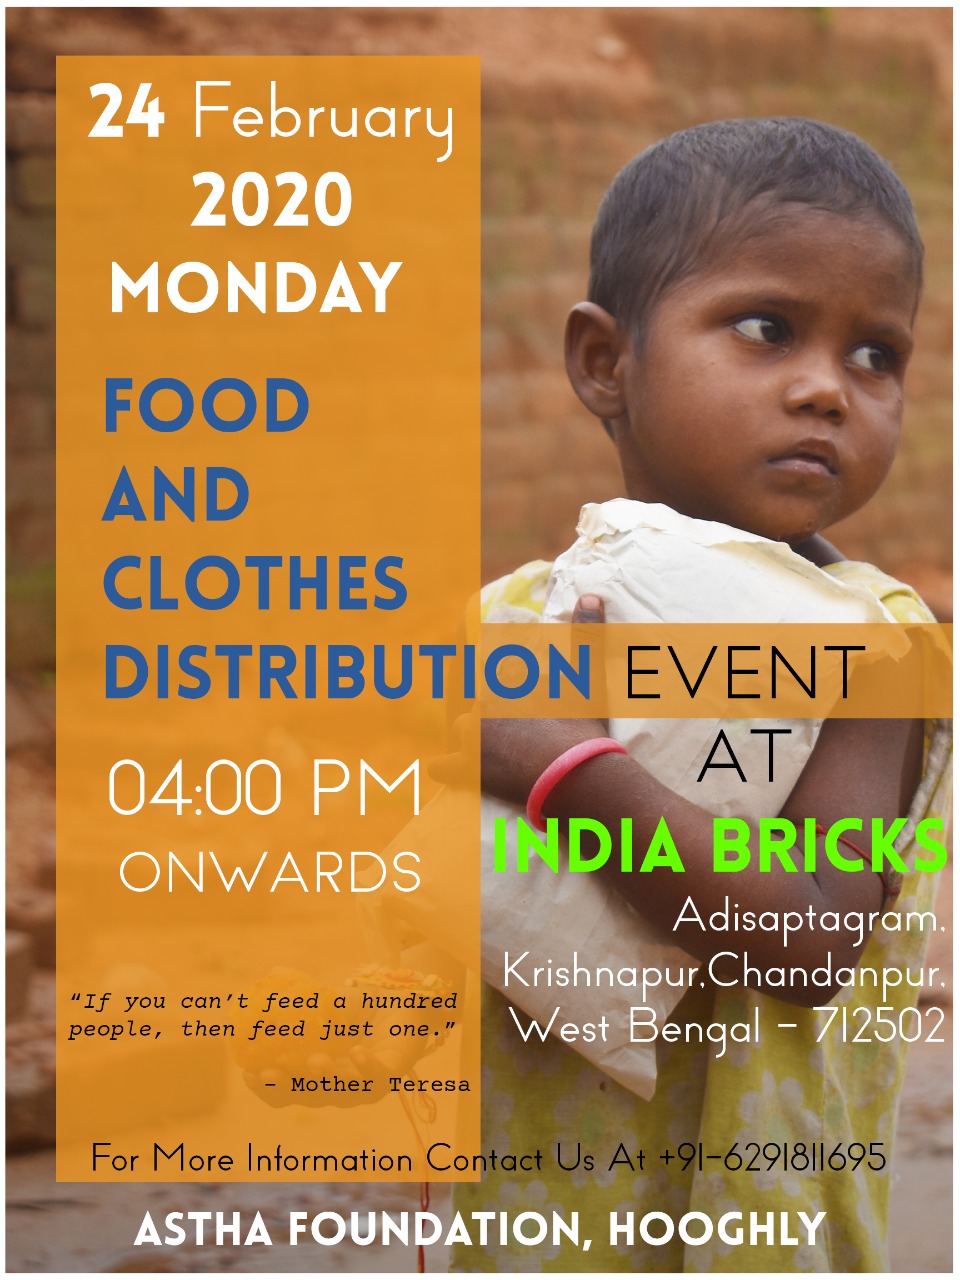 24 February
2020
MONDAY
FOOD
AND
CLOTHES
DISTRIBUTION EVENT
AT
INDIA BRICKS
Adisaptagram,
Krishnapur,Chandanpur,
West Bengal - 712502
04:00 PM
ONWARDS
“If you can’t feed a hundred
people, then feed just one.”
- Mother Teresa
For More Information Contact Us At +91-6291811695
ASTHA FOUNDATION, HOOGHLY